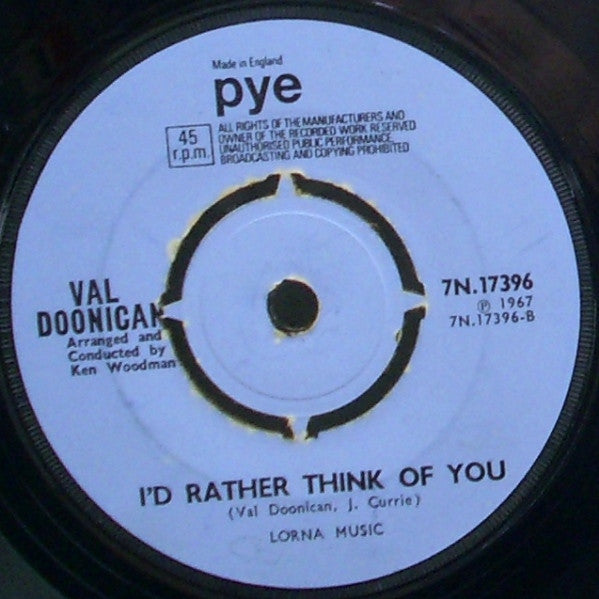 Made in England
pye
45
r.p.m.
ALL RIGHTS OF THE MANUFACTURERS AND
OWNER OF THE RECORDED WORK RESERVED
UNAUTHORISED PUBLIC PERFORMANCE,
BROADCASTING AND COPYING PROHIBITED
VAL
DOONICAN
Arranged and
Conducted by
Ken Woodman
7N.17396
℗ 1967
7N.17396-B
I'D RATHER THINK OF YOU
(Val Doonican, J. Currie)
LORNA MUSIC